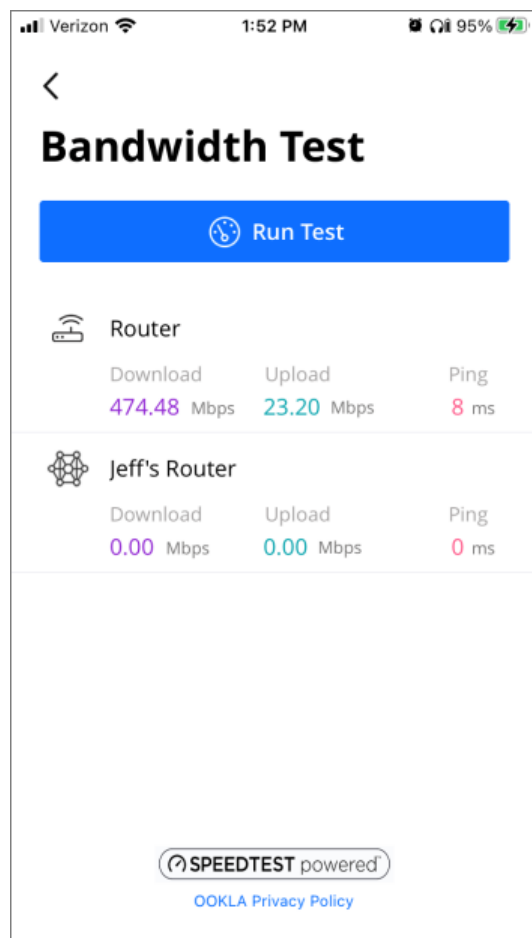 Verizon 1:52 PM 95%
Bandwidth Test
Run Test
Router
Download Upload Ping
474.48 Mbps 23.20 Mbps 8 ms
Jeff's Router
Download Upload Ping
0.00 Mbps 0.00 Mbps 0 ms
SPEEDTEST powered™
OOKLA Privacy Policy